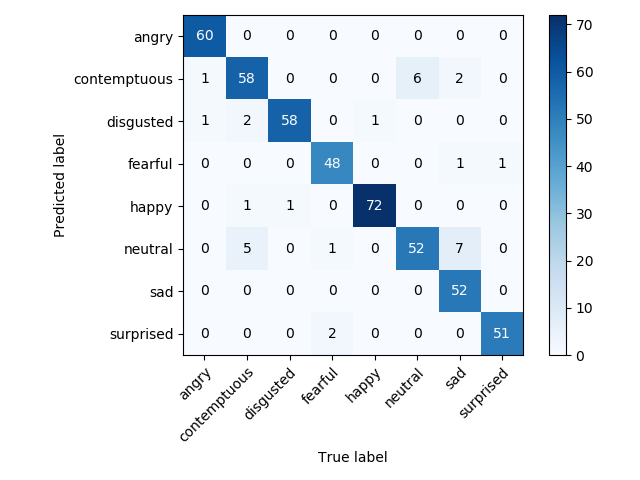 angry 60 0 0 0 0 0 0 0
contemptuous 1 58 0 0 0 6 2 0
disgusted 1 2 58 0 1 0 0 0
fearful 0 0 0 48 0 0 1 1
happy 0 1 1 0 72 0 0 0
neutral 0 5 0 1 0 52 7 0
sad 0 0 0 0 0 0 52 0
surprised 0 0 0 2 0 0 0 51
Predicted label
angry contemptuous disgusted fearful happy neutral sad surprised
True label
70
60
50
40
30
20
10
0